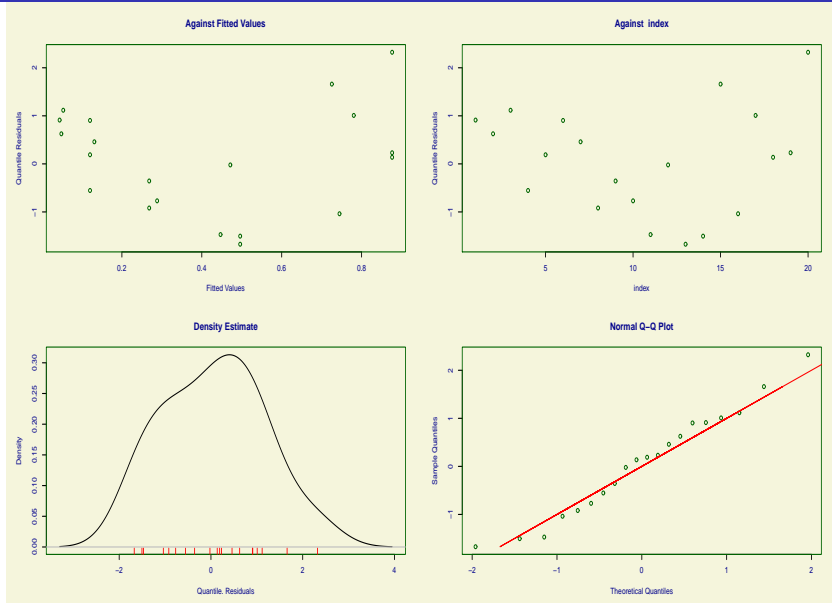 Against Fitted Values
Quantile Residuals
2
1
0
−1
0.2 0.4 0.6 0.8
Fitted Values
Against index
Quantile Residuals
2
1
0
−1
5 10 15 20
index
Density Estimate
Density
0.30
0.25
0.20
0.15
0.10
0.05
0.00
−2 0 2 4
Quantile. Residuals
Normal Q−Q Plot
Sample Quantiles
2
1
0
−1
−2 −1 0 1 2
Theoretical Quantiles